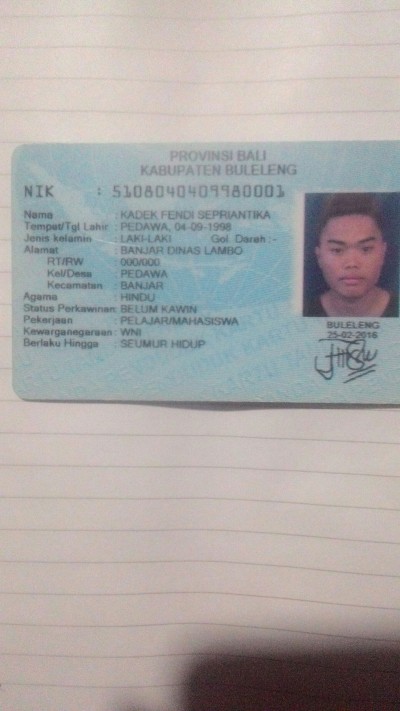 PROVINSI BALI
KABUPATEN BULELENG
NIK : 5108040409980001
Nama : KADEK FENDI SEPRIANTIKA
Tempat/Tgl Lahir : PEDAWA, 04-09-1998
Jenis kelamin : LAKI-LAKI Gol. Darah : -
Alamat : BANJAR DINAS LAMBO
RT/RW : 000/000
Kel/Desa : PEDAWA
Kecamatan : BANJAR
Agama : HINDU
Status Perkawinan: BELUM KAWIN
Pekerjaan : PELAJAR/MAHASISWA
Kewarganegaraan: WNI
Berlaku Hingga : SEUMUR HIDUP
BULELENG
25-02-2016